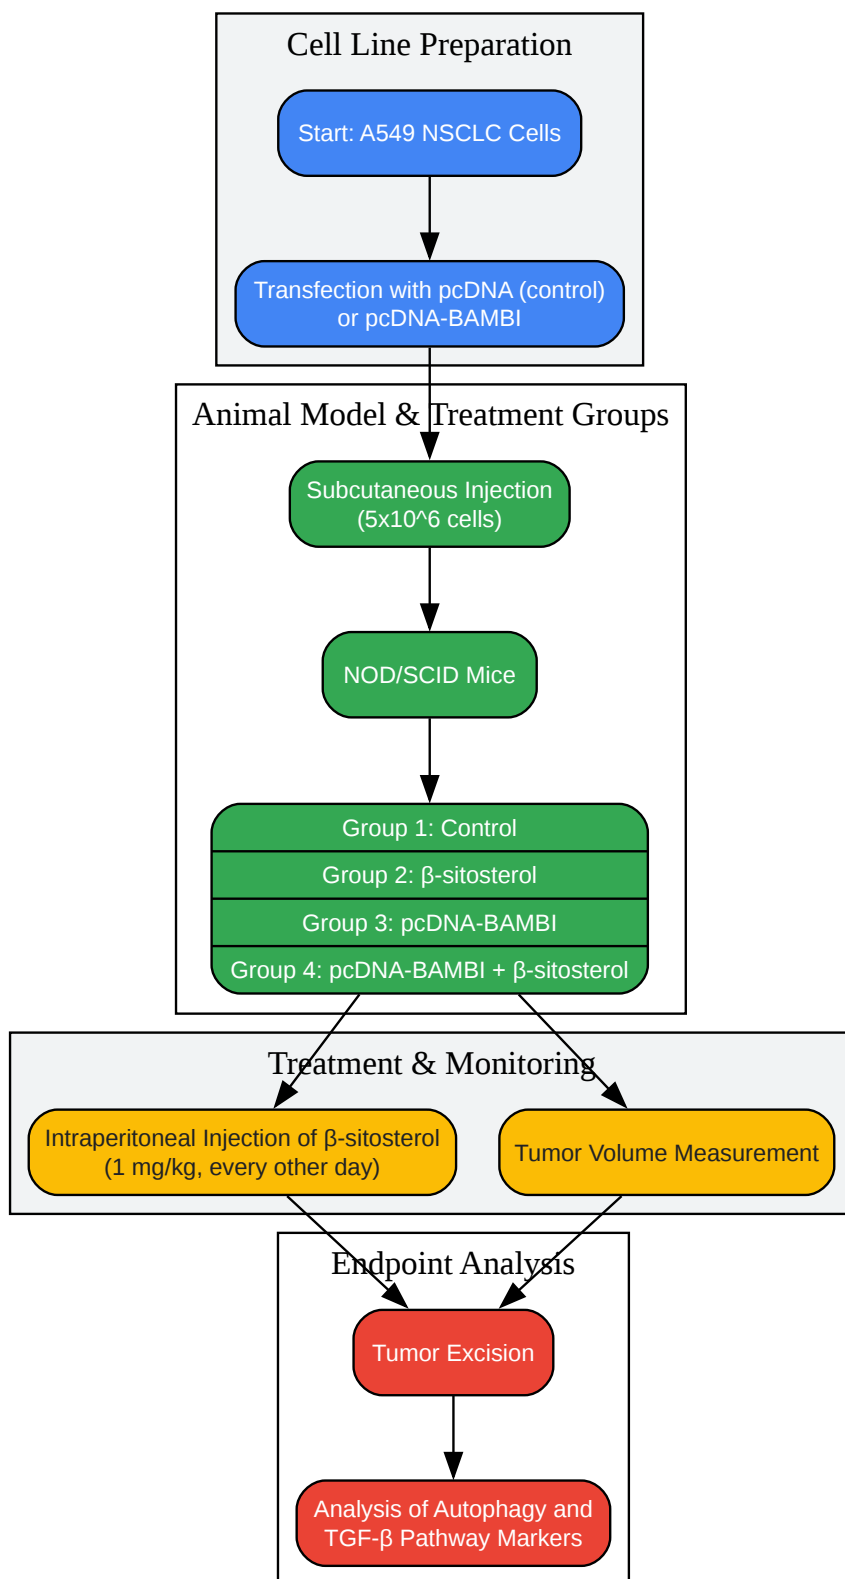 Cell Line Preparation
Start: A549 NSCLC Cells
Transfection with pcDNA (control)
or pcDNA-BAMBI
Animal Model & Treatment Groups
Subcutaneous Injection
(5x10^6 cells)
NOD/SCID Mice
Group 1: Control
Group 2: β-sitosterol
Group 3: pcDNA-BAMBI
Group 4: pcDNA-BAMBI + β-sitosterol
Treatment & Monitoring
Intraperitoneal Injection of β-sitosterol
(1 mg/kg, every other day)
Tumor Volume Measurement
Endpoint Analysis
Tumor Excision
Analysis of Autophagy and
TGF-β Pathway Markers